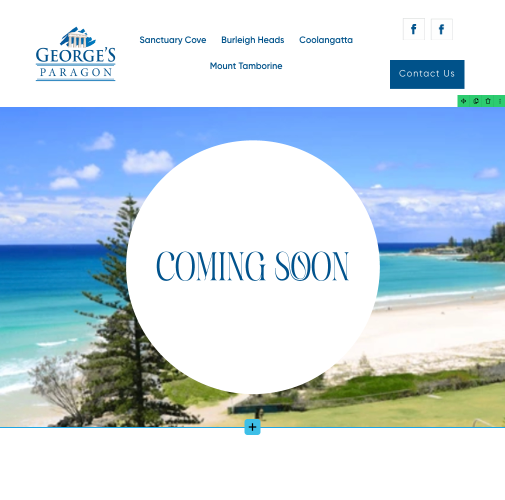 GEORGE'S
PARAGON
Sanctuary Cove Burleigh Heads Coolangatta
Mount Tamborine
Contact Us
COMING SOON